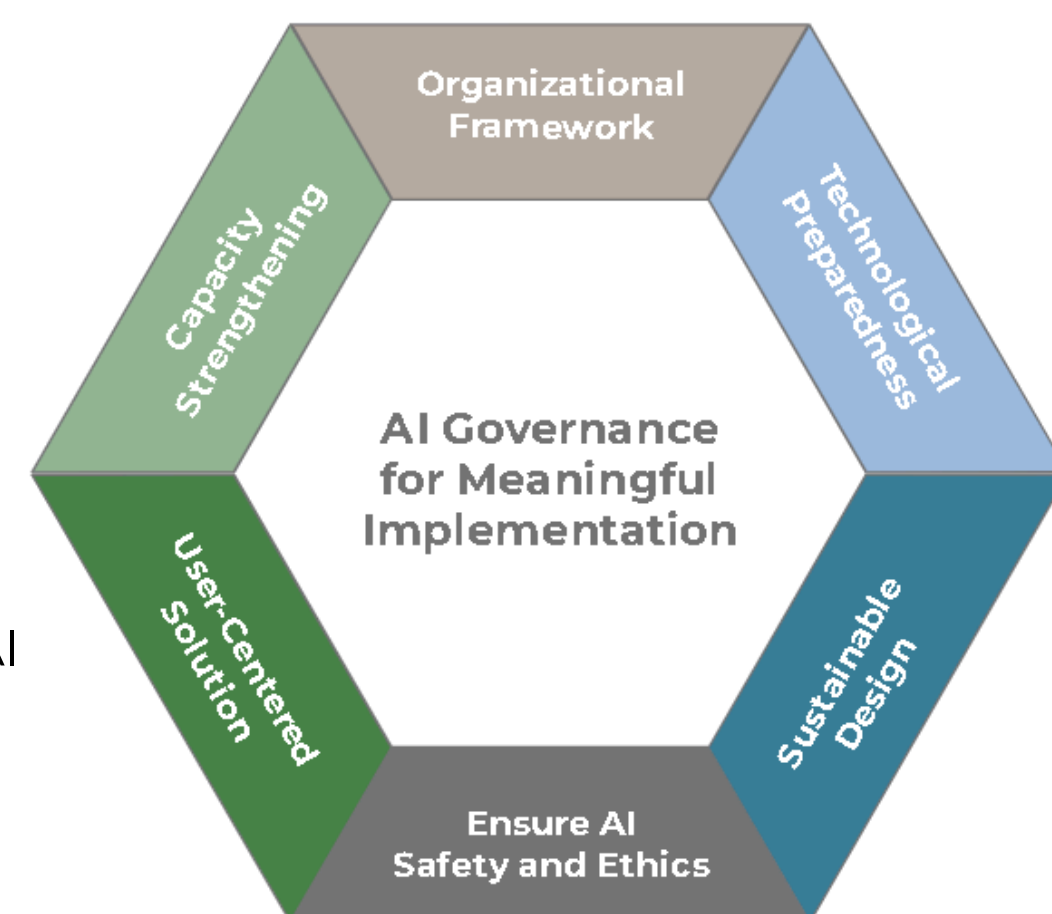 Organizational
Framework
Technological
Preparedness
Sustainable
Design
Ensure AI
Safety and Ethics
User-Centered
Solution
Capacity
Strengthening
AI Governance
for Meaningful
Implementation
AI